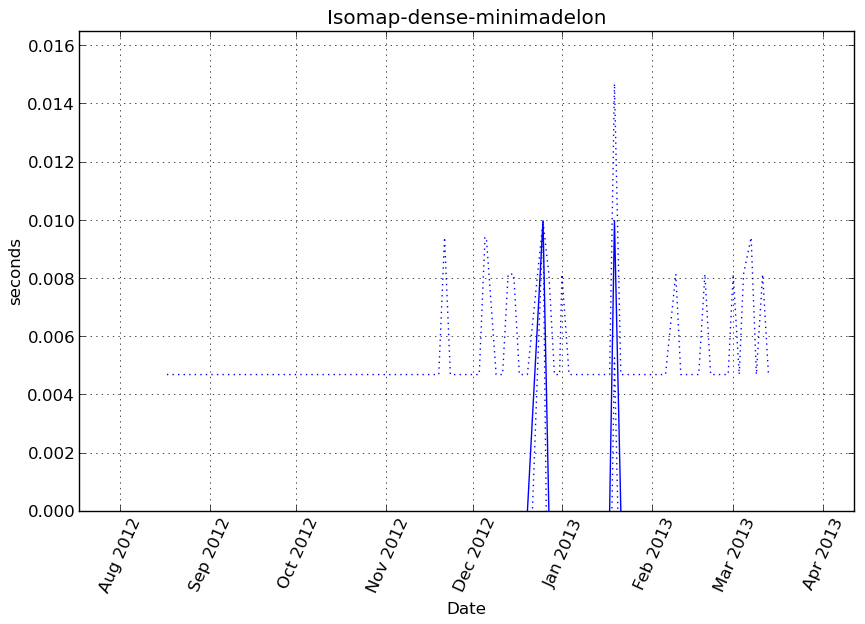 Isomap-dense-minimadelon
0.016
0.014
0.012
0.010
0.008
0.006
0.004
0.002
0.000
seconds
Aug 2012
Sep 2012
Oct 2012
Nov 2012
Dec 2012
Jan 2013
Feb 2013
Mar 2013
Apr 2013
Date